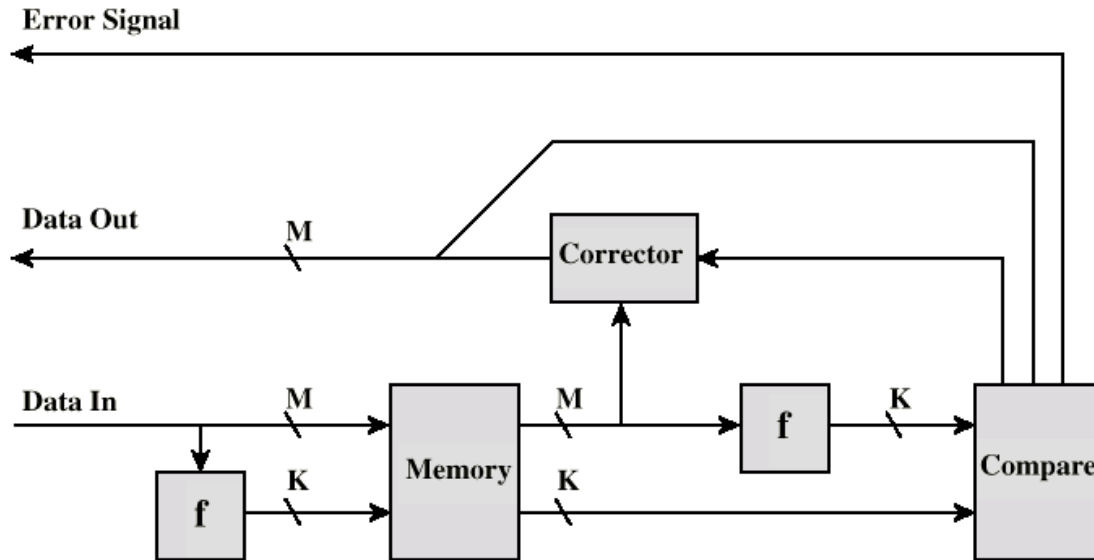 Error Signal
Data Out
M
Corrector
Data In
M
M
K
f
Memory
Compare
K
K
f